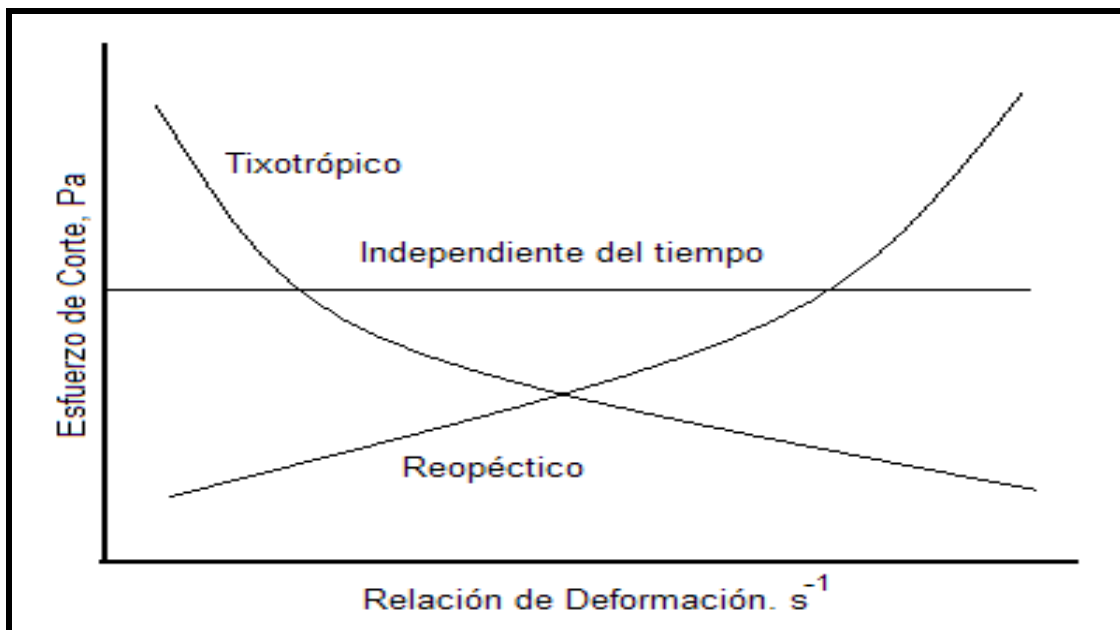 Tixotrópico
Independiente del tiempo
Esfuerzo de Corte, Pa
Reopéctico
Relación de Deformación. s⁻¹